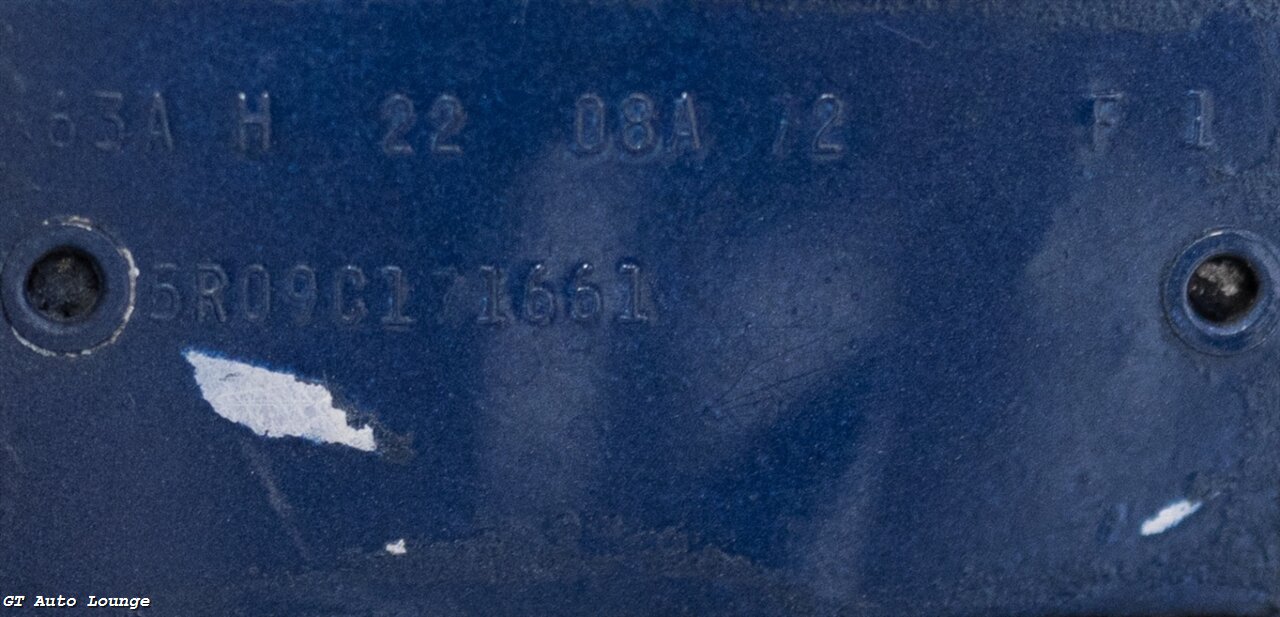 63A H 22 08A 72 F 1
5R09C171661
GT Auto Lounge